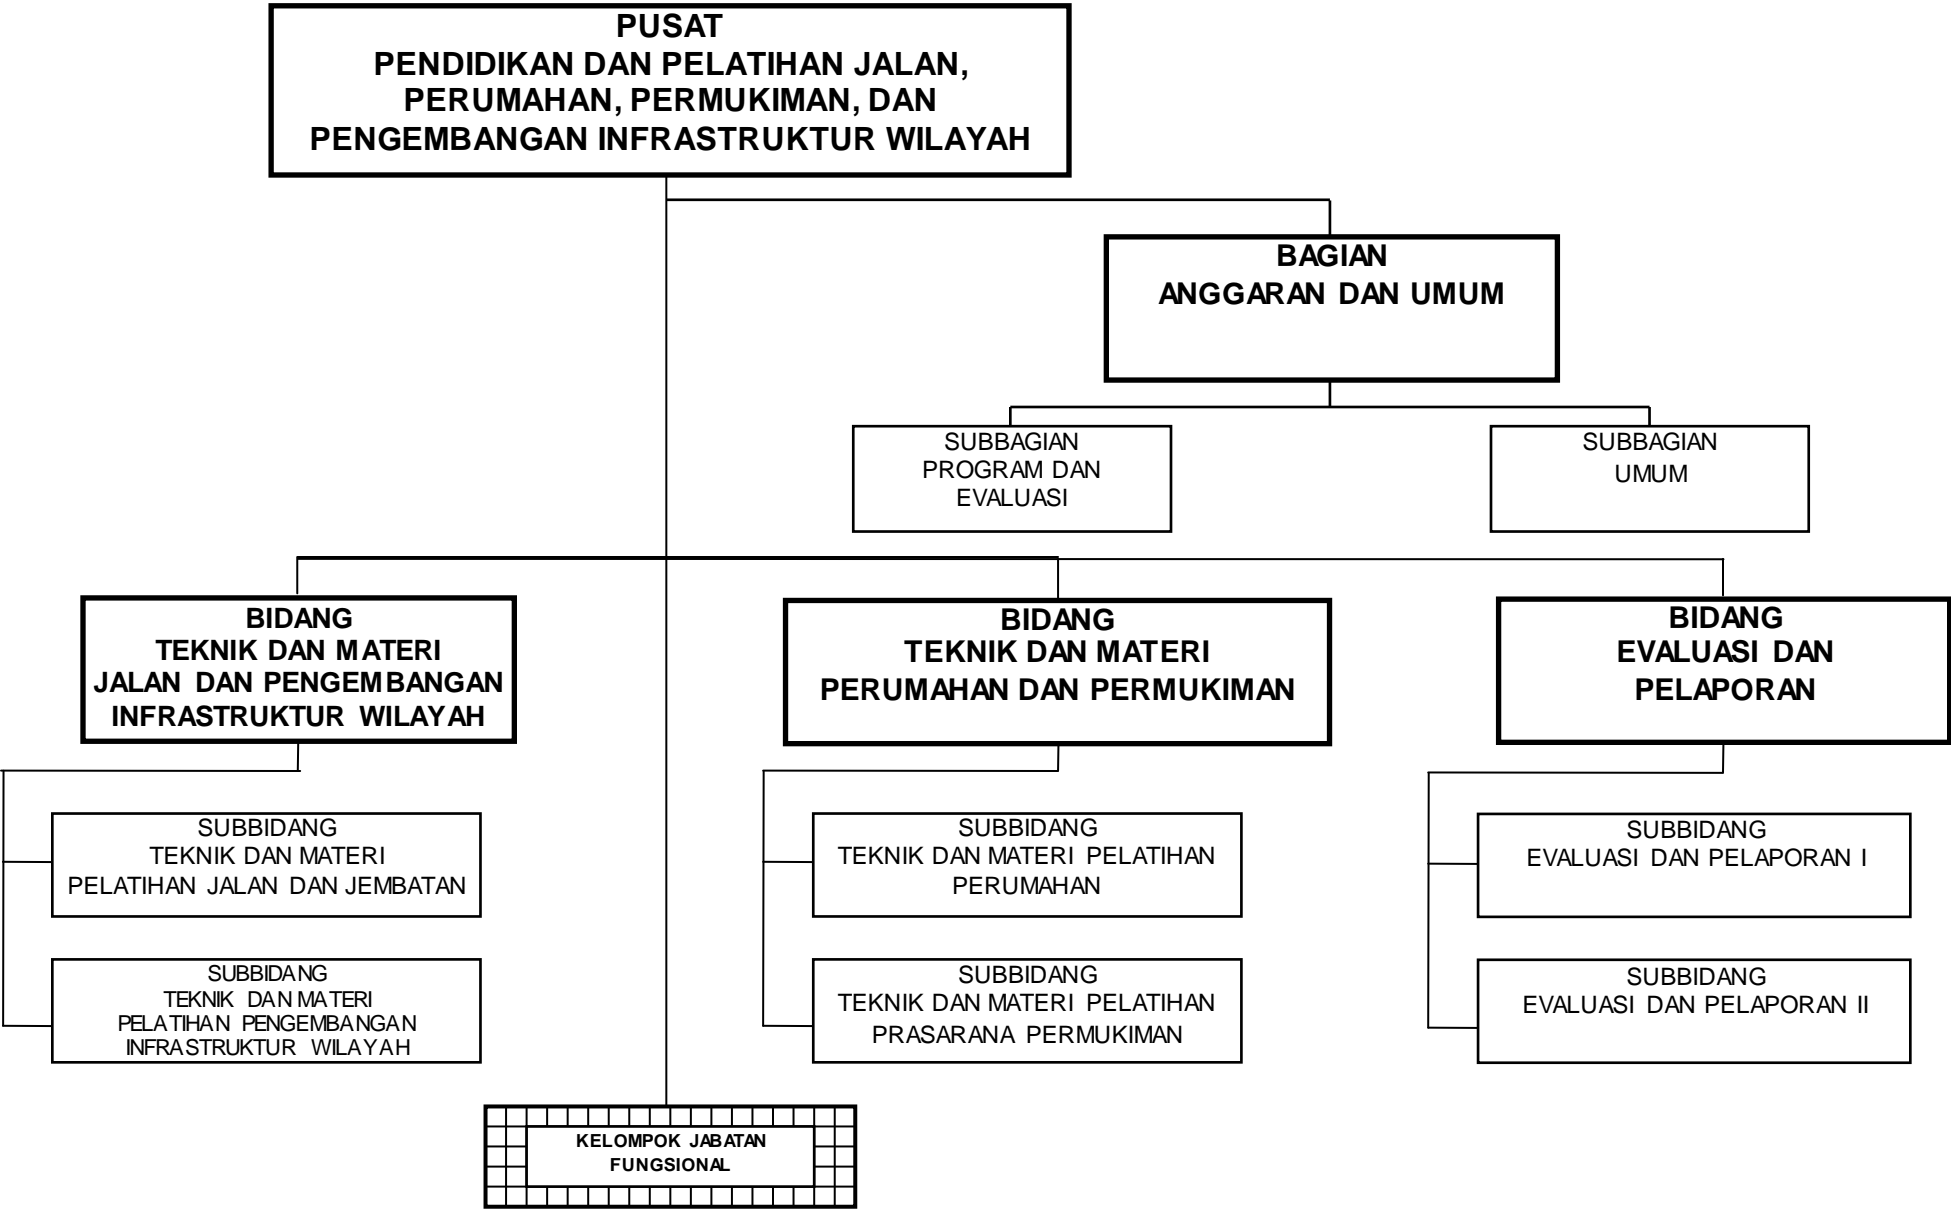 PUSAT
PENDIDIKAN DAN PELATIHAN JALAN,
PERUMAHAN, PERMUKIMAN, DAN
PENGEMBANGAN INFRASTRUKTUR WILAYAH
BAGIAN
ANGGARAN DAN UMUM
SUBBAGIAN
PROGRAM DAN
EVALUASI
SUBBAGIAN
UMUM
BIDANG
TEKNIK DAN MATERI
JALAN DAN PENGEMBANGAN
INFRASTRUKTUR WILAYAH
BIDANG
TEKNIK DAN MATERI
PERUMAHAN DAN PERMUKIMAN
BIDANG
EVALUASI DAN
PELAPORAN
SUBBIDANG
TEKNIK DAN MATERI
PELATIHAN JALAN DAN JEMBATAN
SUBBIDANG
TEKNIK DAN MATERI PELATIHAN
PERUMAHAN
SUBBIDANG
EVALUASI DAN PELAPORAN I
SUBBIDANG
TEKNIK DAN MATERI
PELATIHAN PENGEMBANGAN
INFRASTRUKTUR WILAYAH
SUBBIDANG
TEKNIK DAN MATERI PELATIHAN
PRASARANA PERMUKIMAN
SUBBIDANG
EVALUASI DAN PELAPORAN II
KELOMPOK JABATAN
FUNGSIONAL